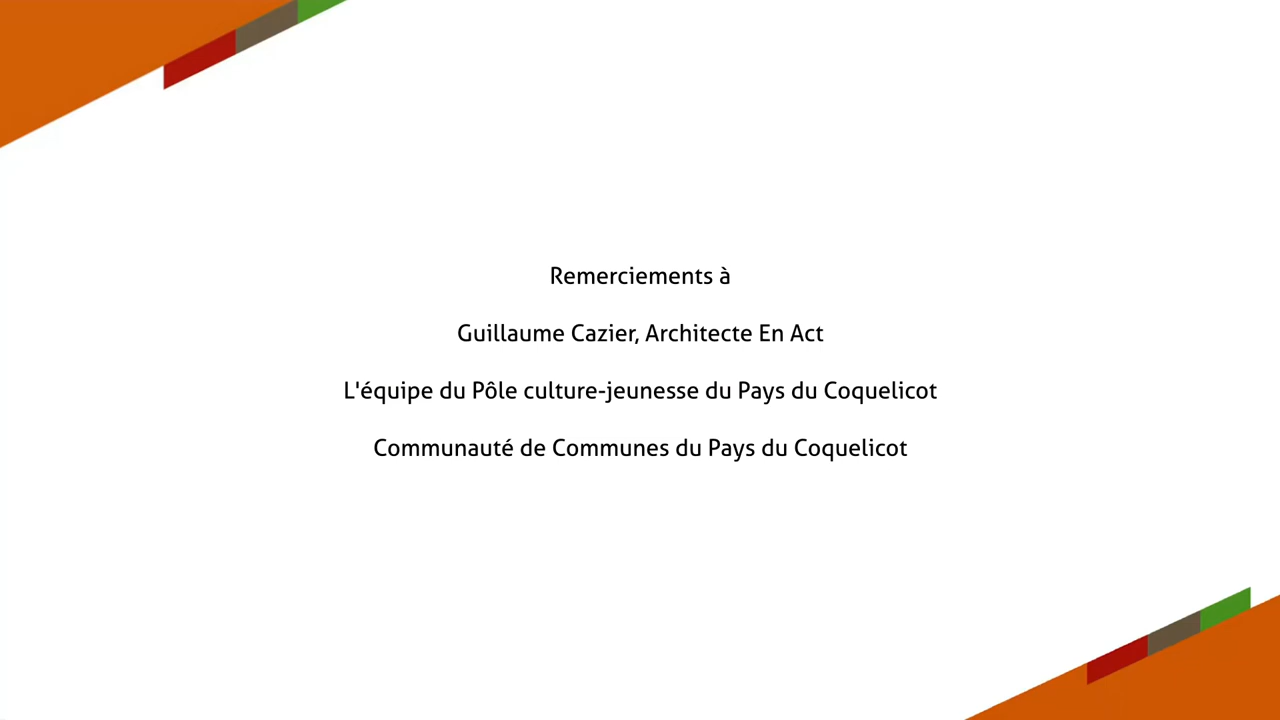 Remerciements à
Guillaume Cazier, Architecte En Act
L'équipe du Pôle culture-jeunesse du Pays du Coquelicot
Communauté de Communes du Pays du Coquelicot